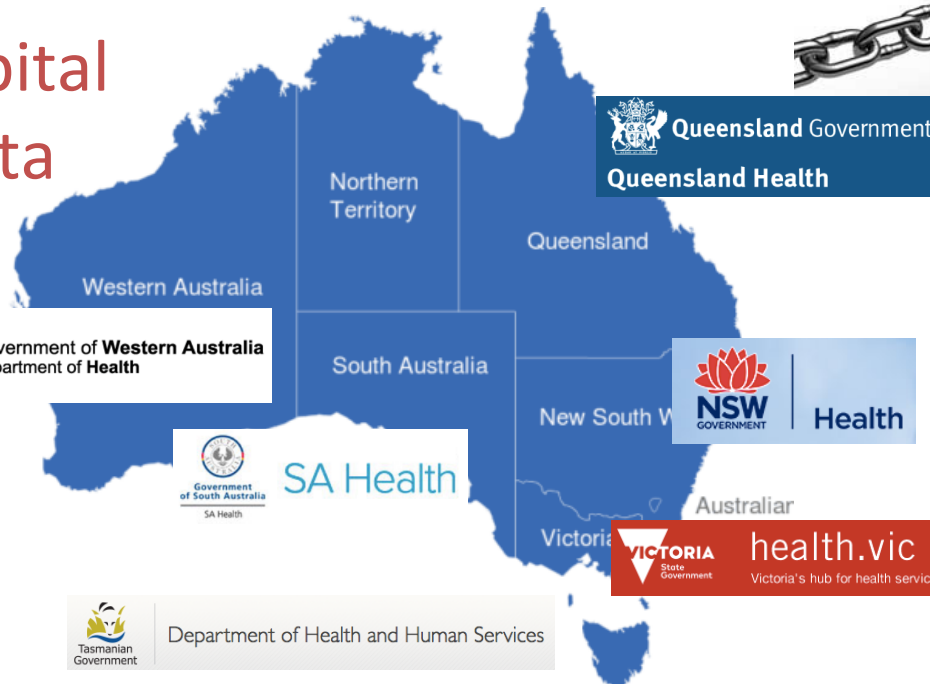 pital
ta
Queensland Government
Queensland Health
Northern
Territory
Queensland
Western Australia
vernment of Western Australia
partment of Health
South Australia
NSW
GOVERNMENT
Health
New South W
Government
of South Australia
SA Health
SA Health
Australian
Victoria
VICTORIA
State
Government
health.vic
Victoria's hub for health servic
Tasmanian
Government
Department of Health and Human Services